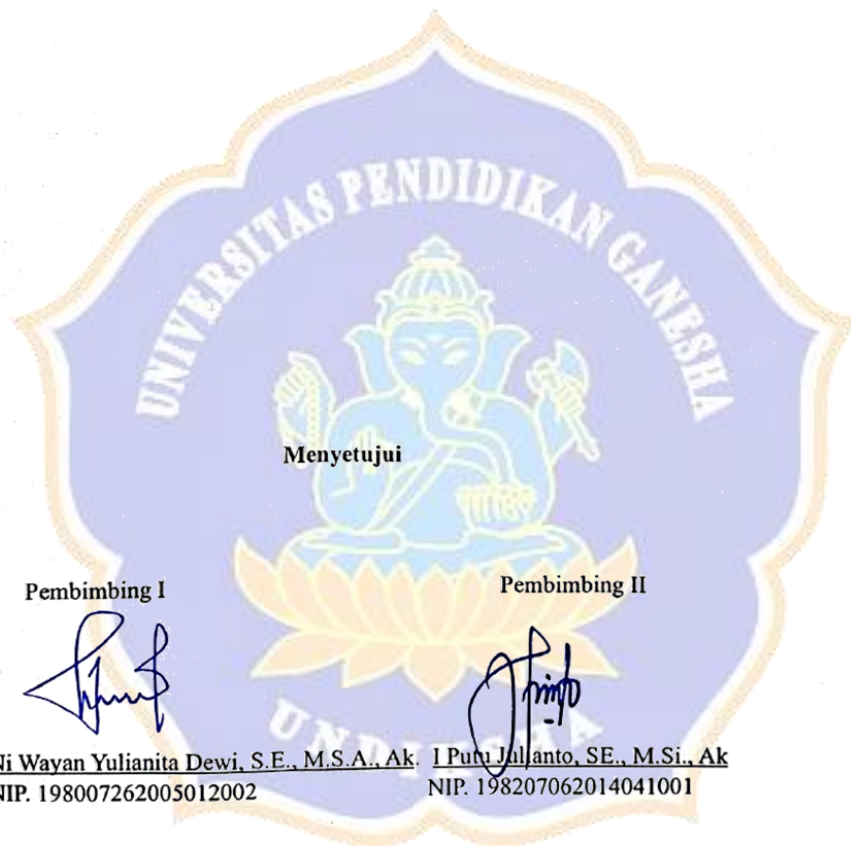 UNIVERSITAS PENDIDIKAN GANESHA
Menyetujui
Pembimbing I
Pembimbing II
UNDIKSHA
Ni Wayan Yulianita Dewi, S.E., M.S.A., Ak.
I Putu Julianto, SE., M.Si., Ak
NIP. 198007262005012002
NIP. 198207062014041001